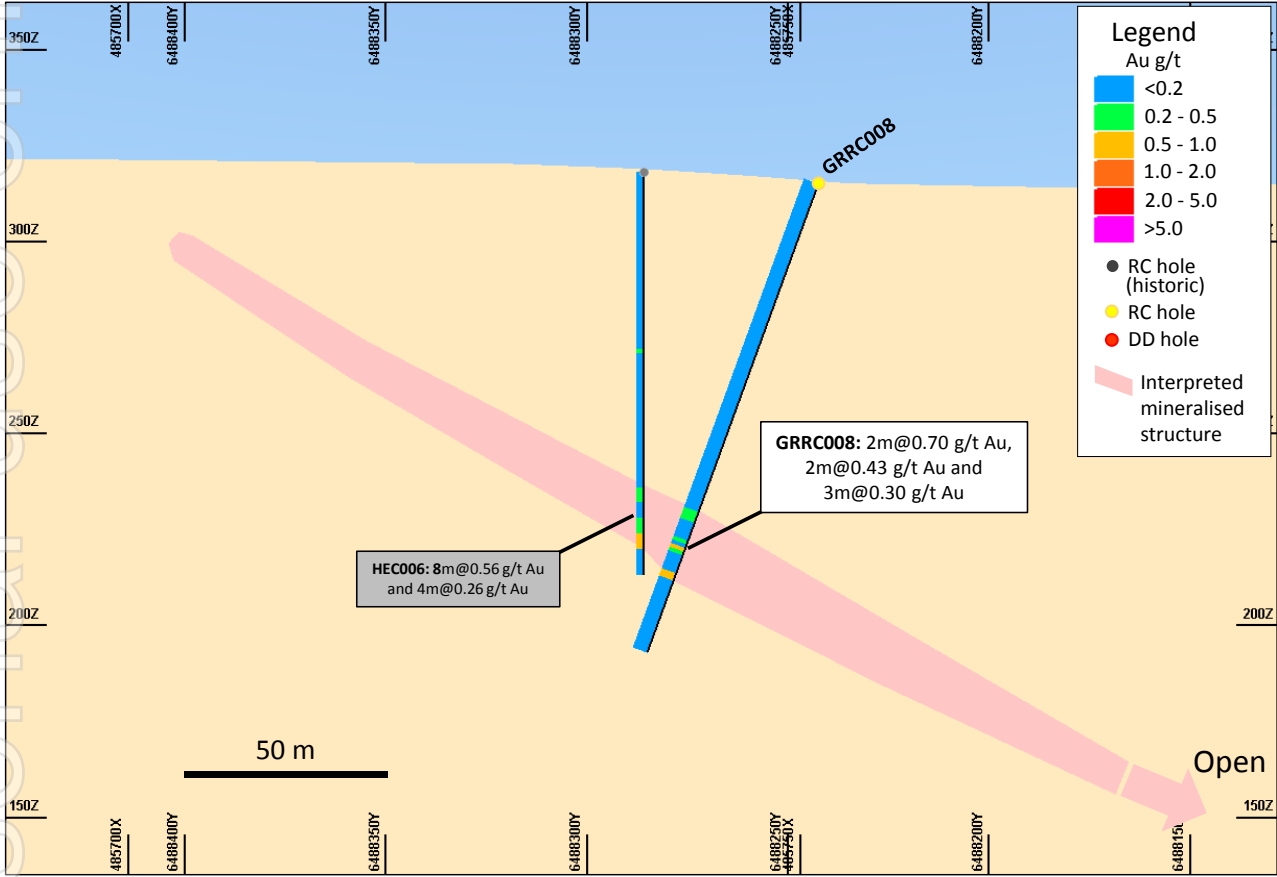 485700X
6488400Y
6488350Y
6488300Y
6488250Y
485750X
6488200Y
350Z
300Z
250Z
200Z
150Z
200Z
150Z
GRRC008
Legend
Au g/t
<0.2
0.2 - 0.5
0.5 - 1.0
1.0 - 2.0
2.0 - 5.0
>5.0
RC hole
(historic)
RC hole
DD hole
Interpreted
mineralised
structure
GRRC008: 2m@0.70 g/t Au,
2m@0.43 g/t Au and
3m@0.30 g/t Au
HEC006: 8m@0.56 g/t Au
and 4m@0.26 g/t Au
50 m
Open
485700X
6488400Y
6488350Y
6488300Y
6488250Y
485750X
6488200Y